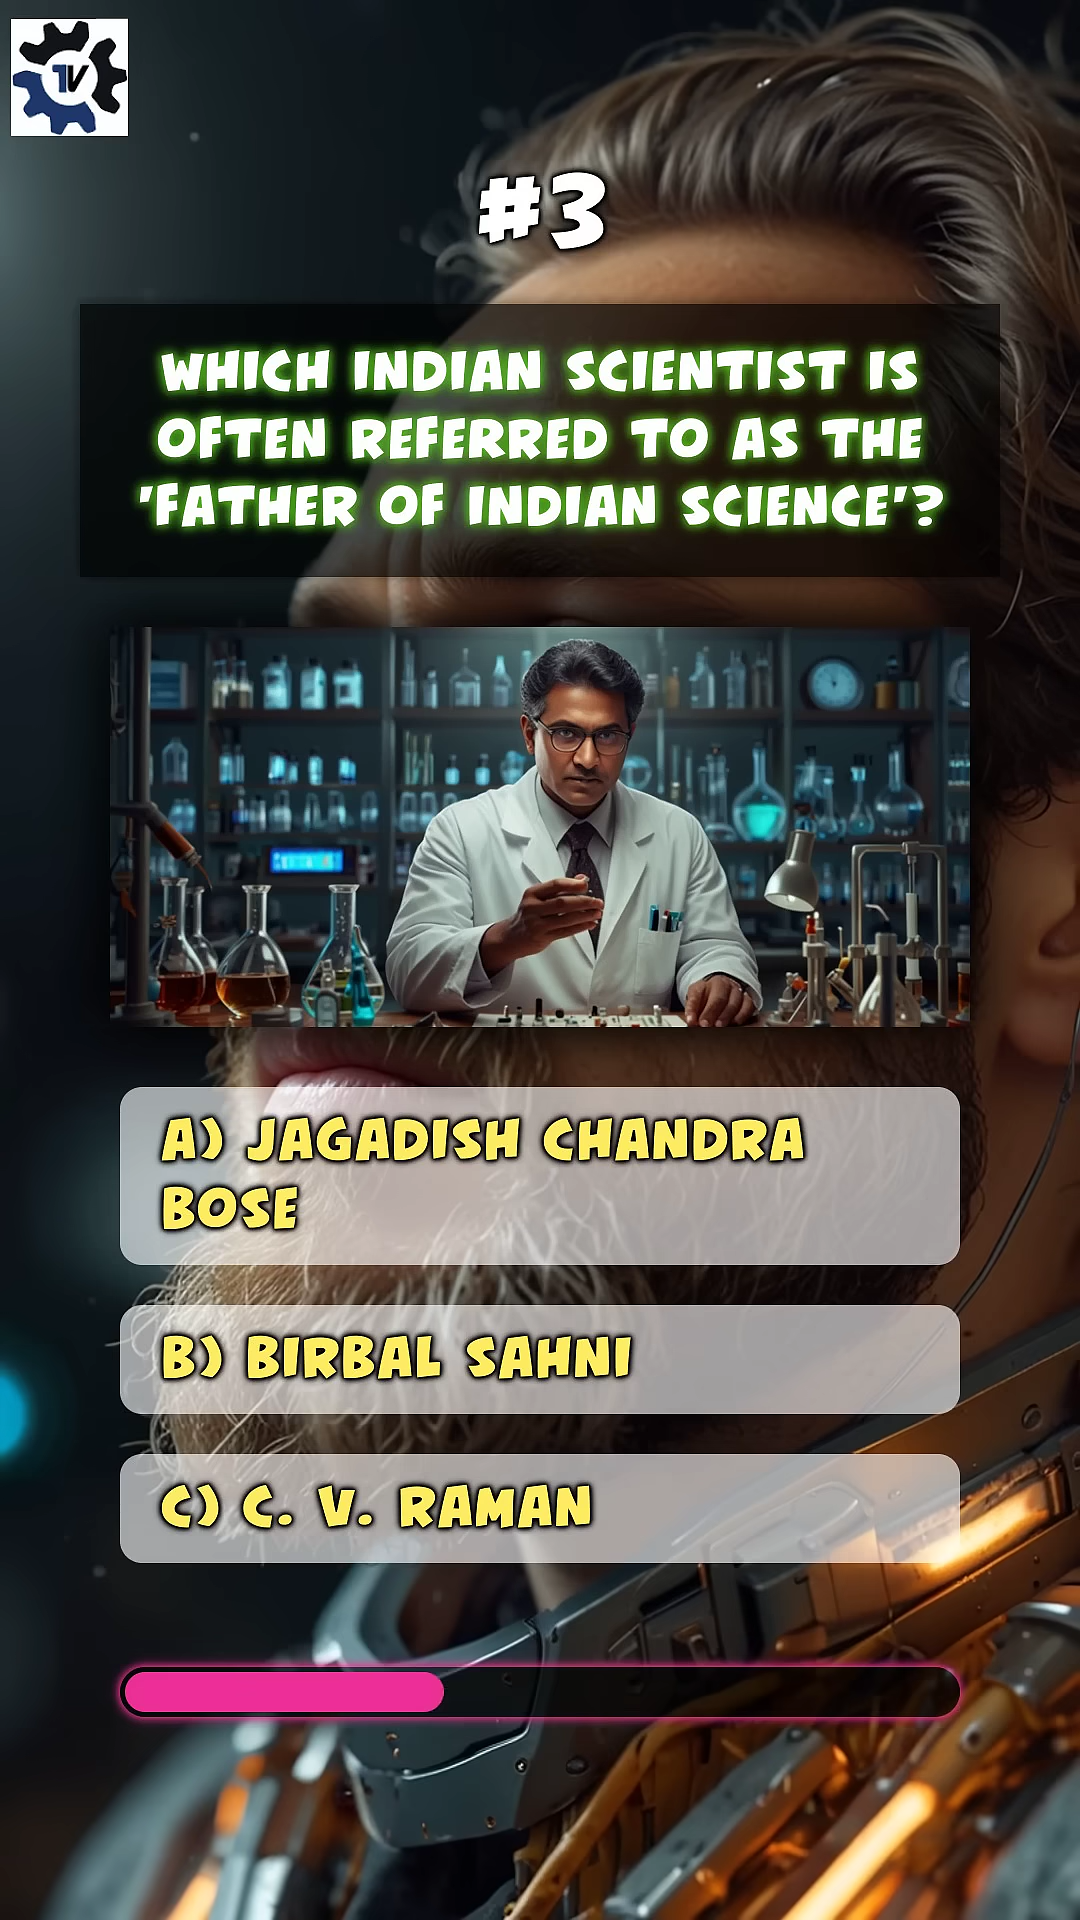 TV
#3
WHICH INDIAN SCIENTIST IS
OFTEN REFERRED TO AS THE
'FATHER OF INDIAN SCIENCE'?
A) JAGADISH CHANDRA
BOSE
B) BIRBAL SAHNI
C) C. V. RAMAN